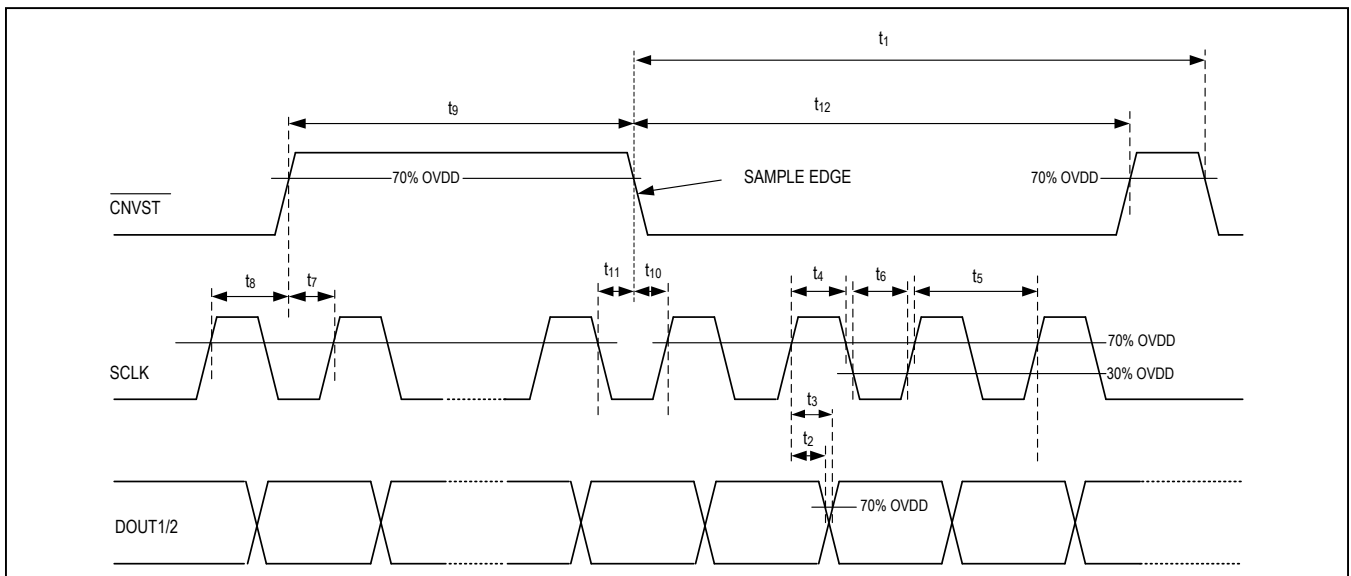 t1
t9
t12
70% OVDD
SAMPLE EDGE
70% OVDD
CNVST
t11
t10
t8
t7
t4
t6
t5
70% OVDD
SCLK
30% OVDD
t3
t2
70% OVDD
DOUT1/2